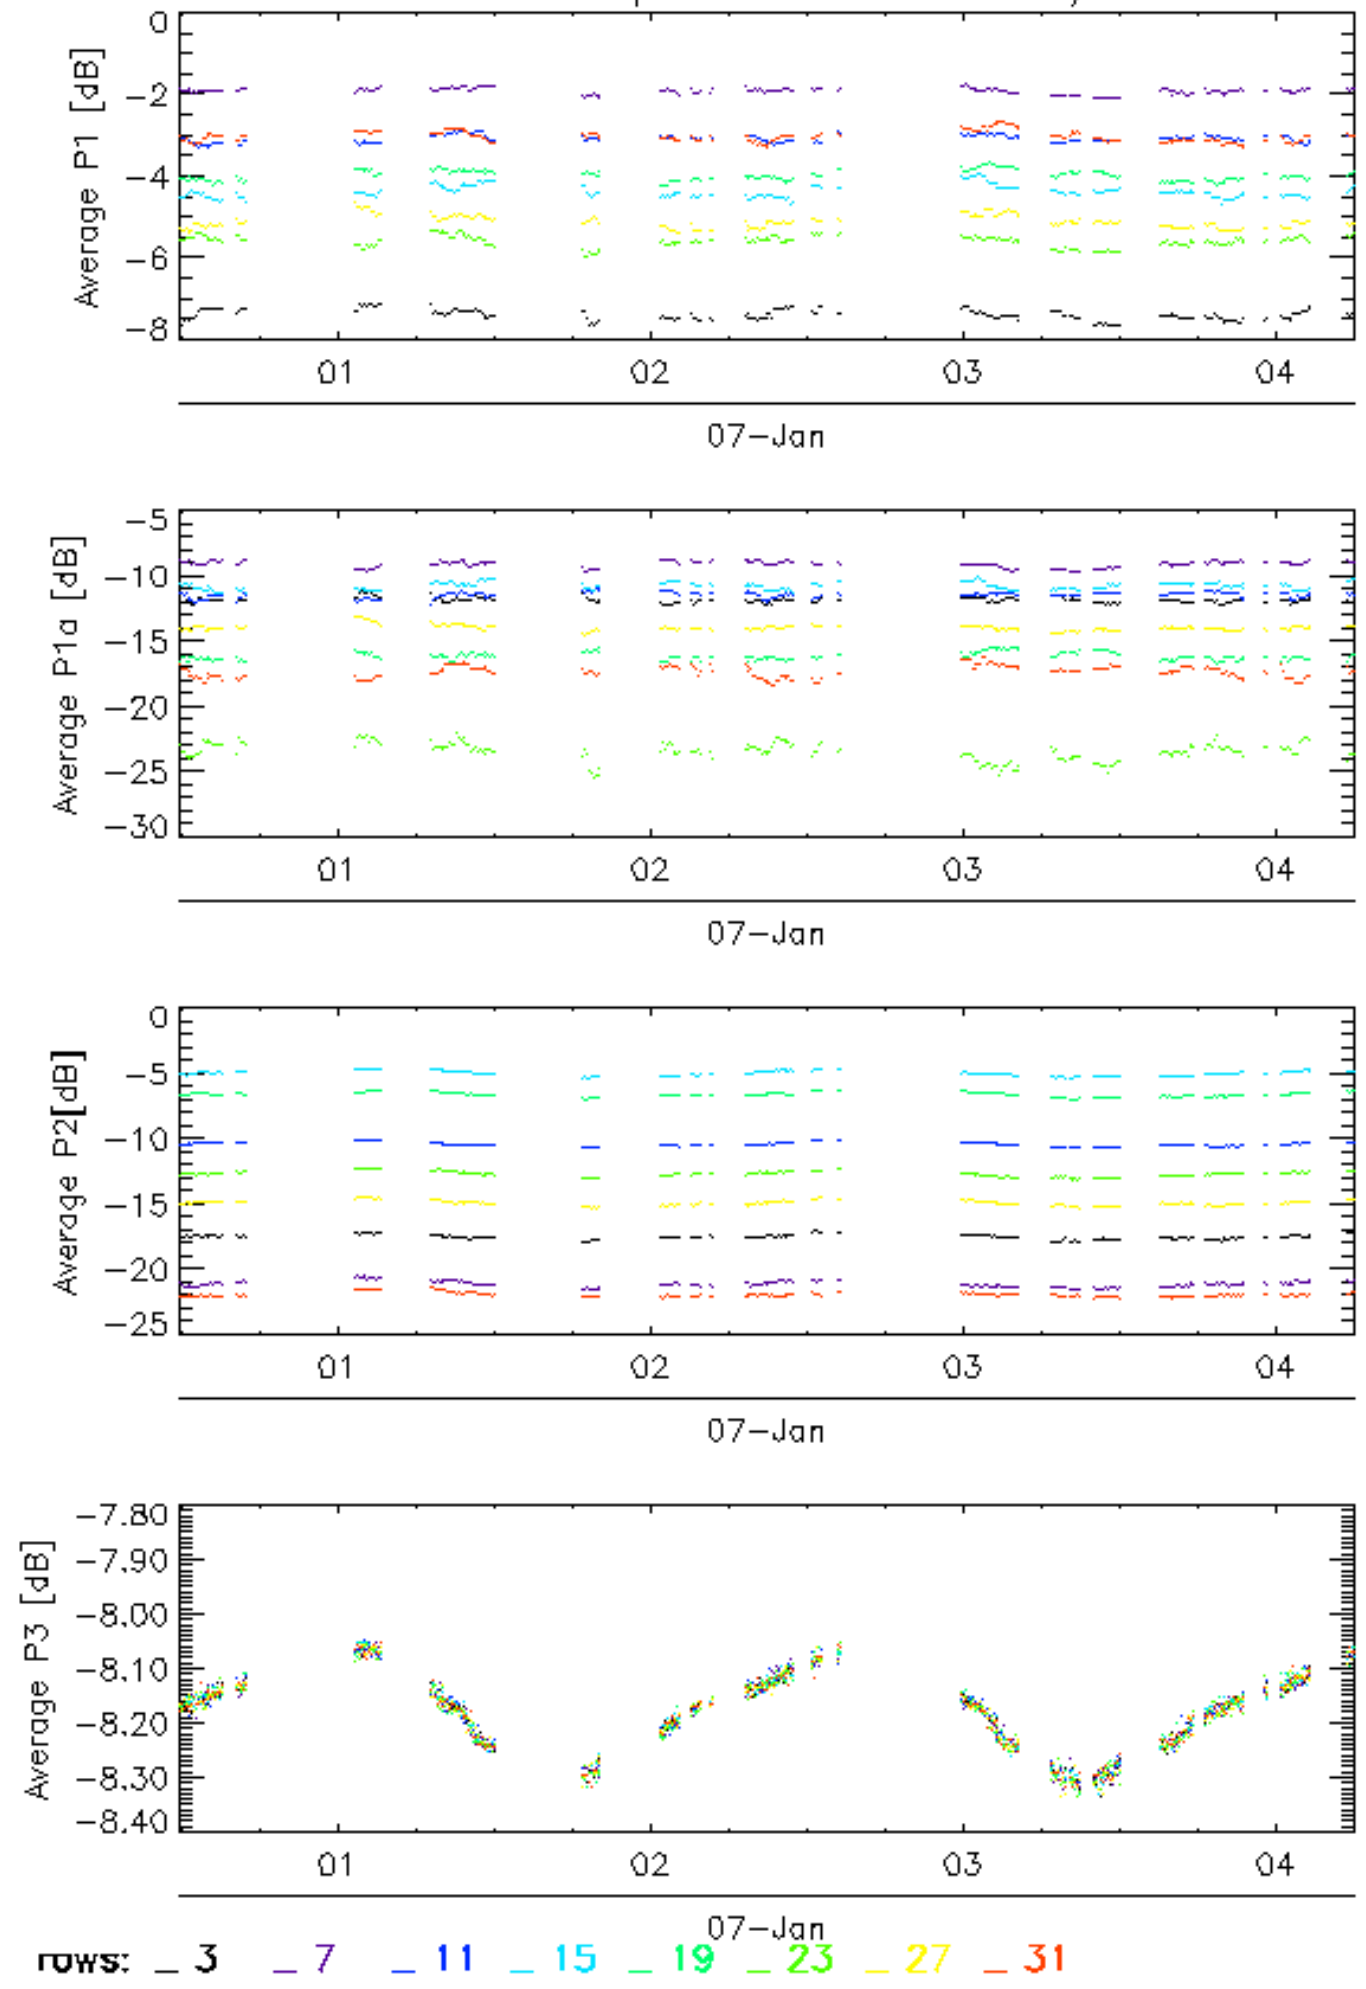 0
-2
-4
-6
-8
Average P1 [dB]
01 02 03 04
07-Jan
-5
-10
-15
-20
-25
-30
Average P1a [dB]
01 02 03 04
07-Jan
0
-5
-10
-15
-20
-25
Average P2[dB]
01 02 03 04
07-Jan
-7.80
-7.90
-8.00
-8.10
-8.20
-8.30
-8.40
Average P3 [dB]
01 02 03 04
07-Jan
rows: _ 3 _ 7 _ 11 _ 15 _ 19 _ 23 _ 27 _ 31